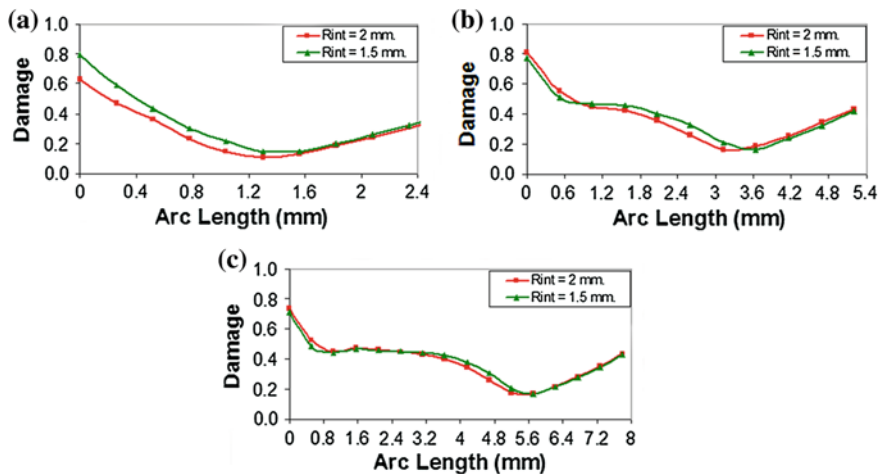 (a)
1.0
0.8
0.6
0.4
0.2
0.0
Damage
Rint = 2 mm.
Rint = 1.5 mm.
0 0.4 0.8 1.2 1.6 2 2.4
Arc Length (mm)
(b)
1.0
0.8
0.6
0.4
0.2
0.0
Damage
Rint = 2 mm.
Rint = 1.5 mm.
0 0.6 1.2 1.8 2.4 3 3.6 4.2 4.8 5.4
Arc Length (mm)
(c)
1.0
0.8
0.6
0.4
0.2
0.0
Damage
Rint = 2 mm.
Rint = 1.5 mm.
0 0.8 1.6 2.4 3.2 4 4.8 5.6 6.4 7.2 8
Arc Length (mm)